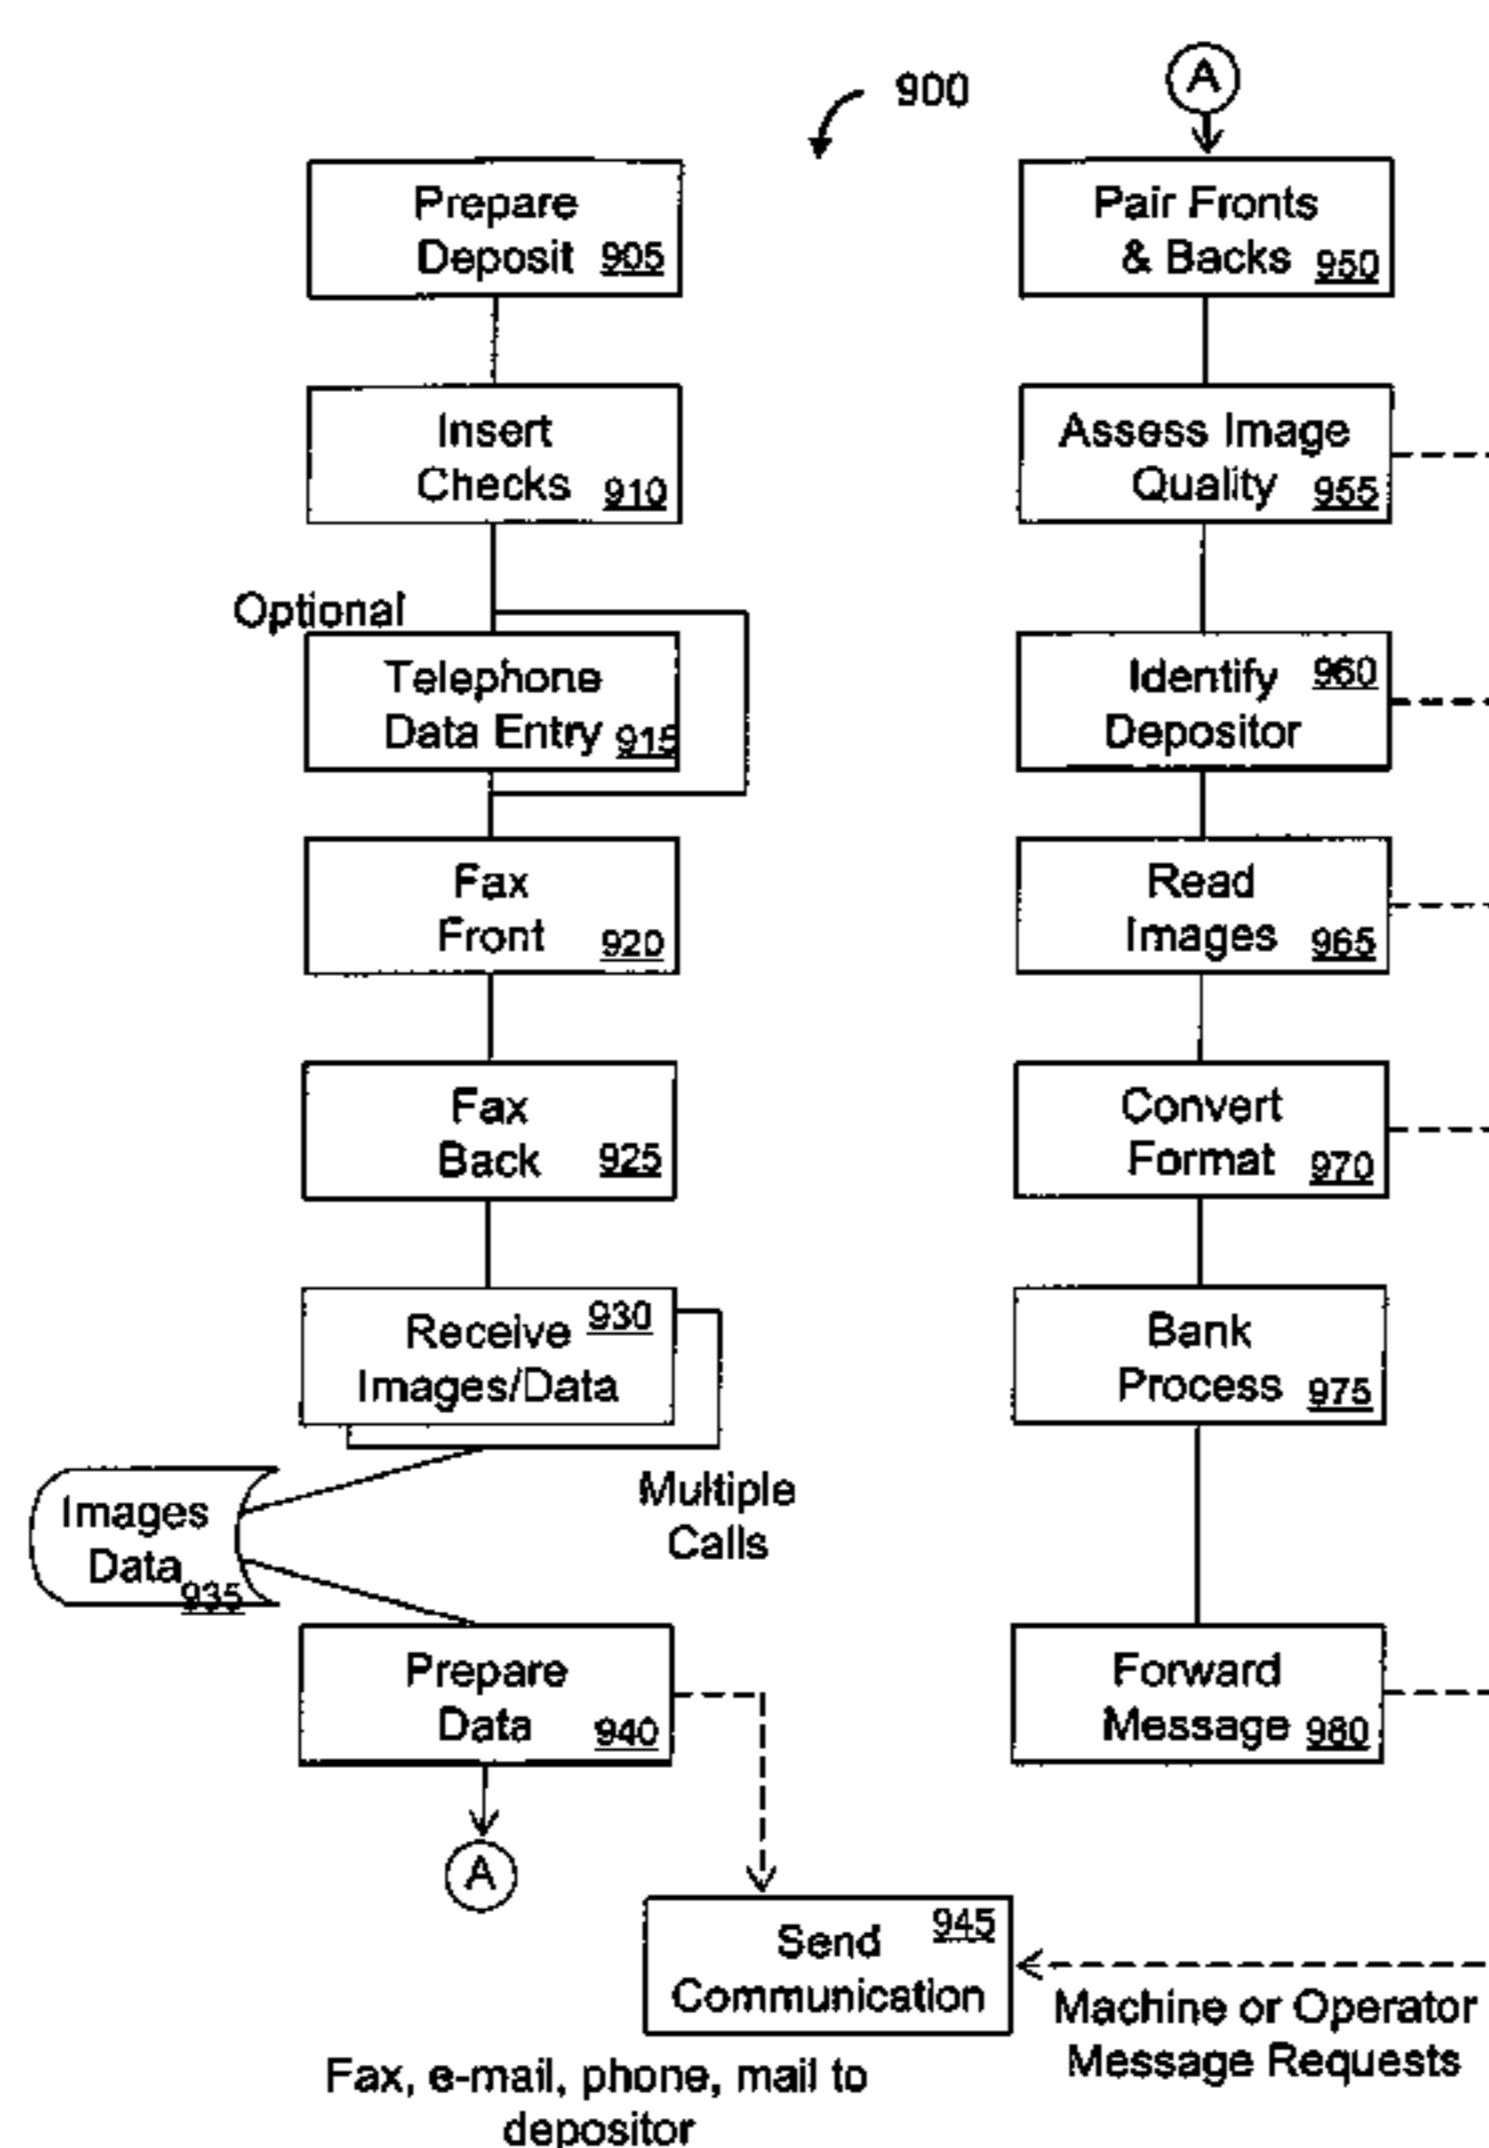 900
Prepare
Deposit 905
Insert
Checks 910
Optional
Telephone
Data Entry 915
Fax
Front 920
Fax
Back 925
Receive 930
Images/Data
Multiple
Calls
Images
Data 935
Prepare
Data 940
A
Send 945
Communication
Fax, e-mail, phone, mail to
depositor
A
Pair Fronts
& Backs 950
Assess Image
Quality 955
Identify 960
Depositor
Read
Images 965
Convert
Format 970
Bank
Process 975
Forward
Message 980
Machine or Operator
Message Requests